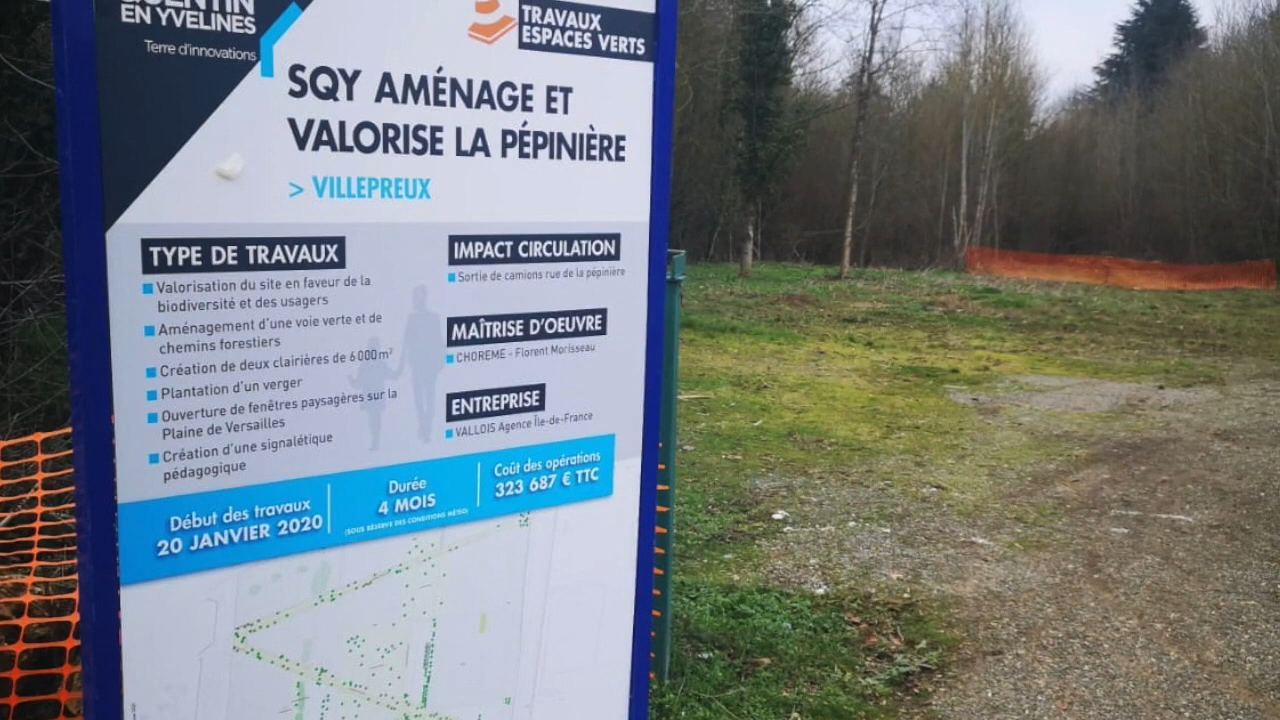 EN YVELINES
Terre d'innovations
TRAVAUX
ESPACES VERTS
SQY AMÉNAGE ET
VALORISE LA PÉPINIÈRE
> VILLEPREUX
TYPE DE TRAVAUX
Valorisation du site en faveur de la
biodiversité et des usagers
Aménagement d'une voie verte et de
chemins forestiers
Création de deux clairières de 6000m²
Plantation d'un verger
Ouverture de fenêtres paysagères sur la
Plaine de Versailles
Création d'une signalétique
pédagogique
IMPACT CIRCULATION
Sortie de camions rue de la pépinière
MAÎTRISE D'OEUVRE
CHOREME - Florent Morisseau
ENTREPRISE
VALLOIS Agence Île-de-France
Début des travaux
20 JANVIER 2020
Durée
4 MOIS
(SOUS RÉSERVE DES CONDITIONS MÉTÉO)
Coût des opérations
323 687 € TTC